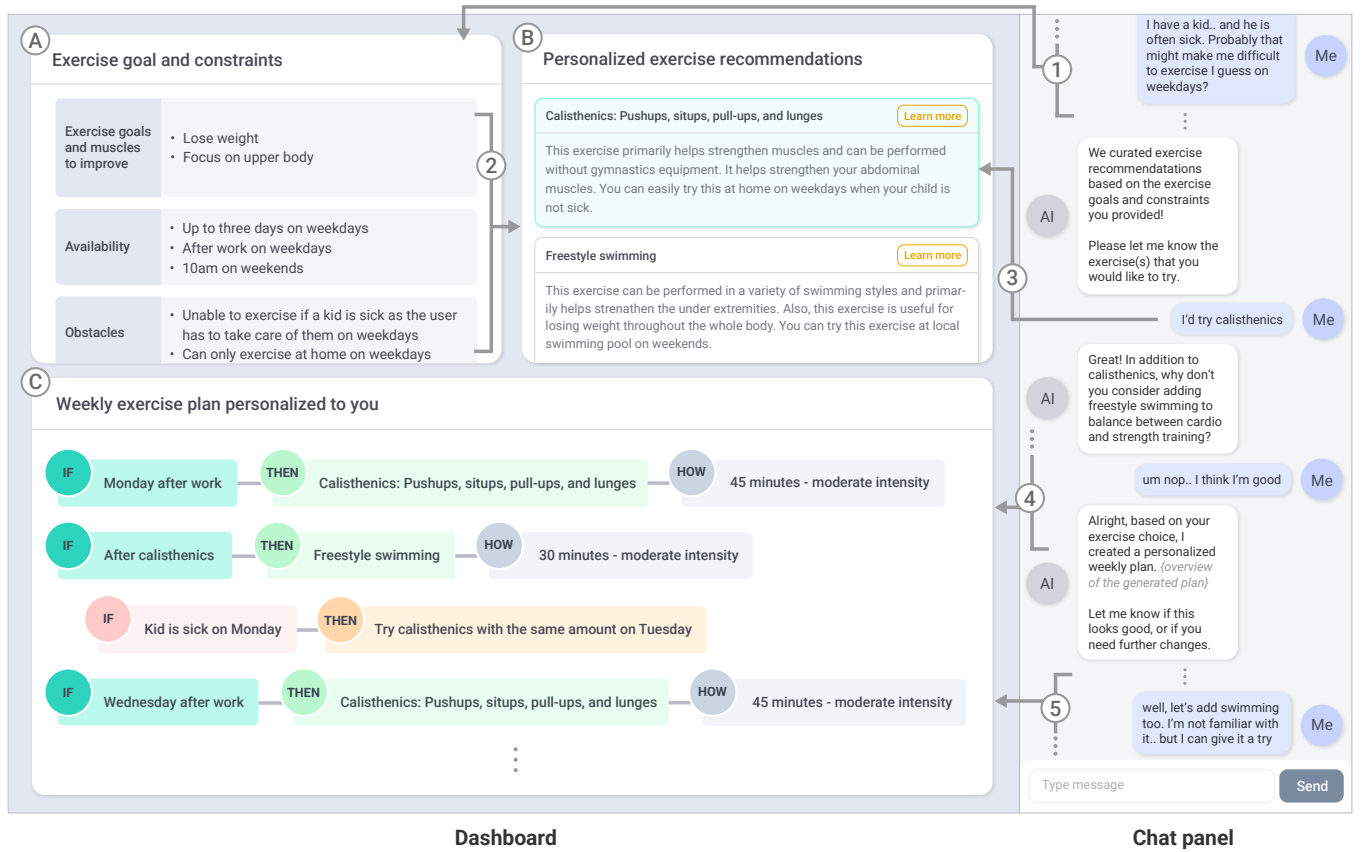 A
Exercise goal and constraints
Exercise goals
and muscles
to improve
• Lose weight
• Focus on upper body
Availability
• Up to three days on weekdays
• After work on weekdays
• 10am on weekends
Obstacles
• Unable to exercise if a kid is sick as the user
has to take care of them on weekdays
• Can only exercise at home on weekdays
2
B
Personalized exercise recommendations
Calisthenics: Pushups, situps, pull-ups, and lunges
Learn more
This exercise primarily helps strengthen muscles and can be performed
without gymnastics equipment. It helps strengthen your abdominal
muscles. You can easily try this at home on weekdays when your child is
not sick.
Freestyle swimming
Learn more
This exercise can be performed in a variety of swimming styles and primar-
ily helps strenathen the under extremities. Also, this exercise is useful for
losing weight throughout the whole body. You can try this exercise at local
swimming pool on weekends.
C
Weekly exercise plan personalized to you
IF
Monday after work
THEN
Calisthenics: Pushups, situps, pull-ups, and lunges
HOW
45 minutes - moderate intensity
IF
After calisthenics
THEN
Freestyle swimming
HOW
30 minutes - moderate intensity
IF
Kid is sick on Monday
THEN
Try calisthenics with the same amount on Tuesday
IF
Wednesday after work
THEN
Calisthenics: Pushups, situps, pull-ups, and lunges
HOW
45 minutes - moderate intensity
Dashboard
1
I have a kid.. and he is
often sick. Probably that
might make me difficult
to exercise I guess on
weekdays?
Me
AI
We curated exercise
recommendatations
based on the exercise
goals and constraints
you provided!
Please let me know the
exercise(s) that you
would like to try.
3
I'd try calisthenics
Me
AI
Great! In addition to
calisthenics, why don't
you consider adding
freestyle swimming to
balance between cardio
and strength training?
4
um nop.. I think I'm good
Me
AI
Alright, based on your
exercise choice, I
created a personalized
weekly plan. {overview
of the generated plan}
Let me know if this
looks good, or if you
need further changes.
5
well, let's add swimming
too. I'm not familiar with
it.. but I can give it a try
Me
Type message
Send
Chat panel